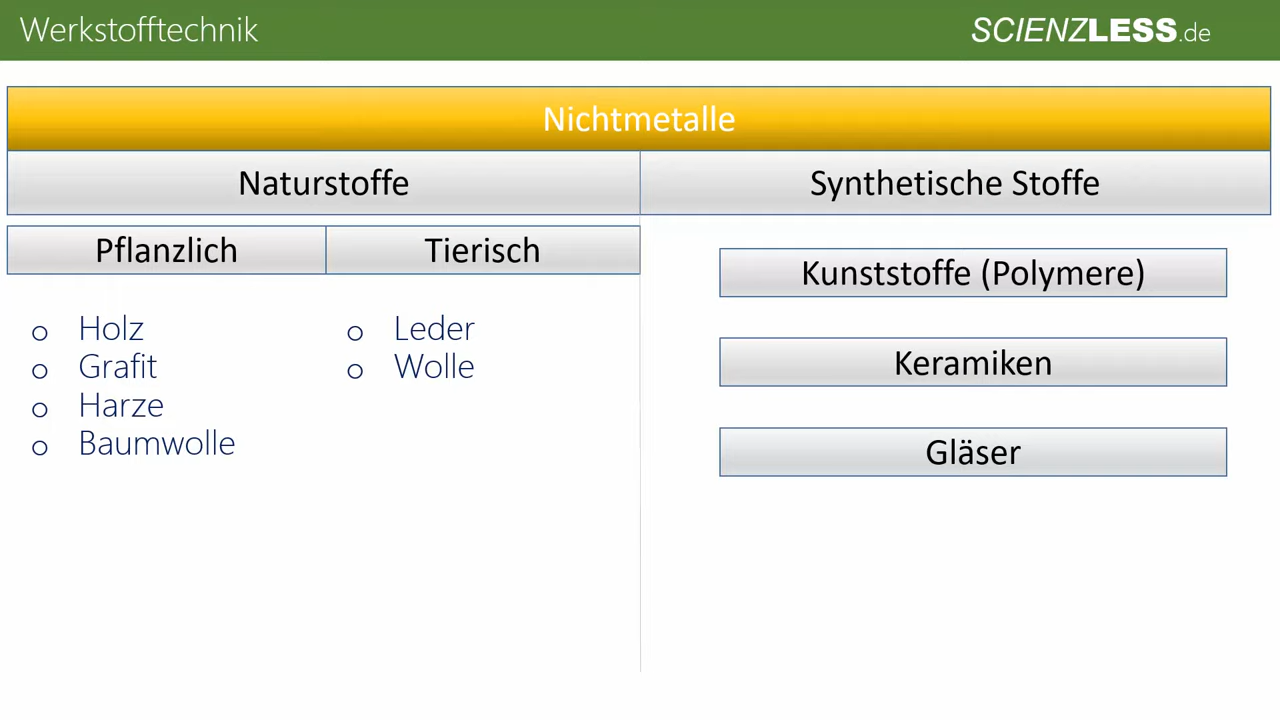 Werkstofftechnik
SCIENZLESS.de
Nichtmetalle
Naturstoffe
Synthetische Stoffe
Pflanzlich
Tierisch
o Holz
o Grafit
o Harze
o Baumwolle
o Leder
o Wolle
Kunststoffe (Polymere)
Keramiken
Gläser